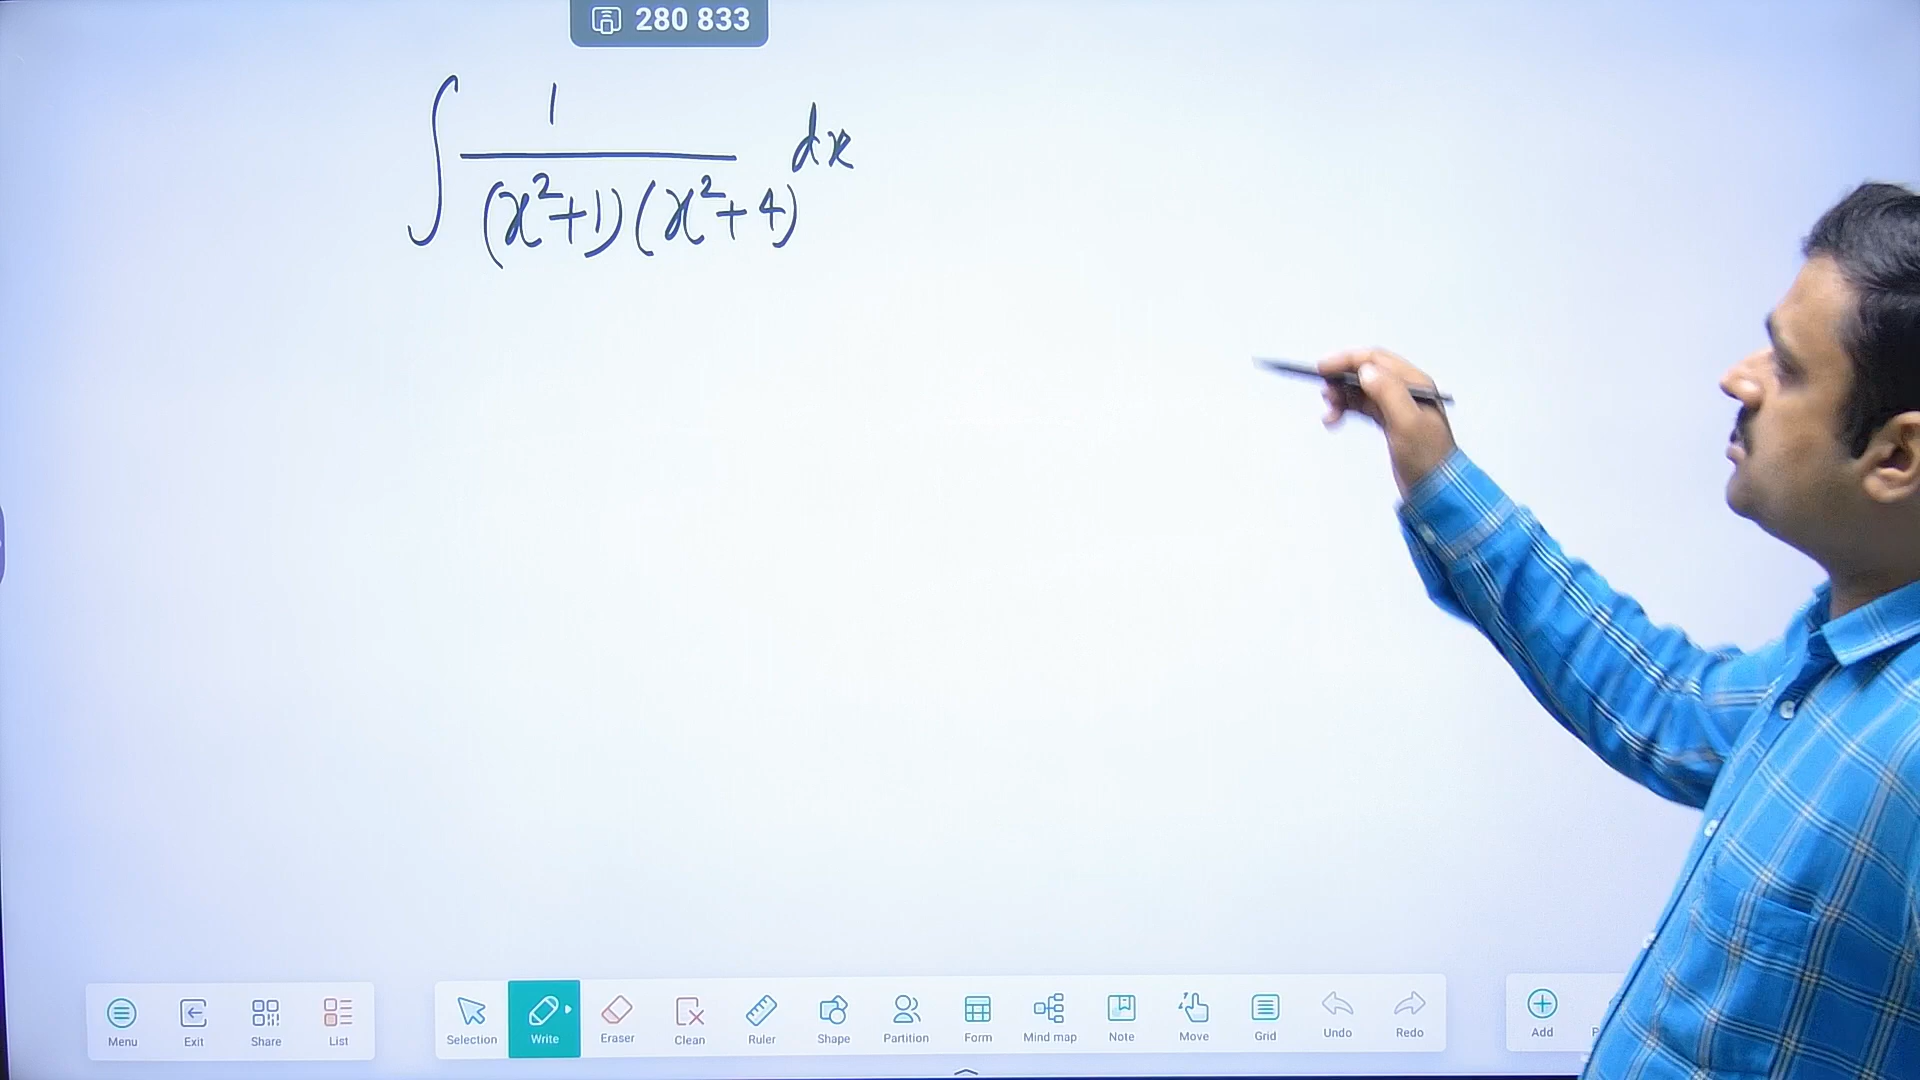 280 833
∫ 1/((x²+1)(x²+4)) dx
Menu Exit Share List Selection Write Eraser Clean Ruler Shape Partition Form Mind map Note Move Grid Undo Redo Add